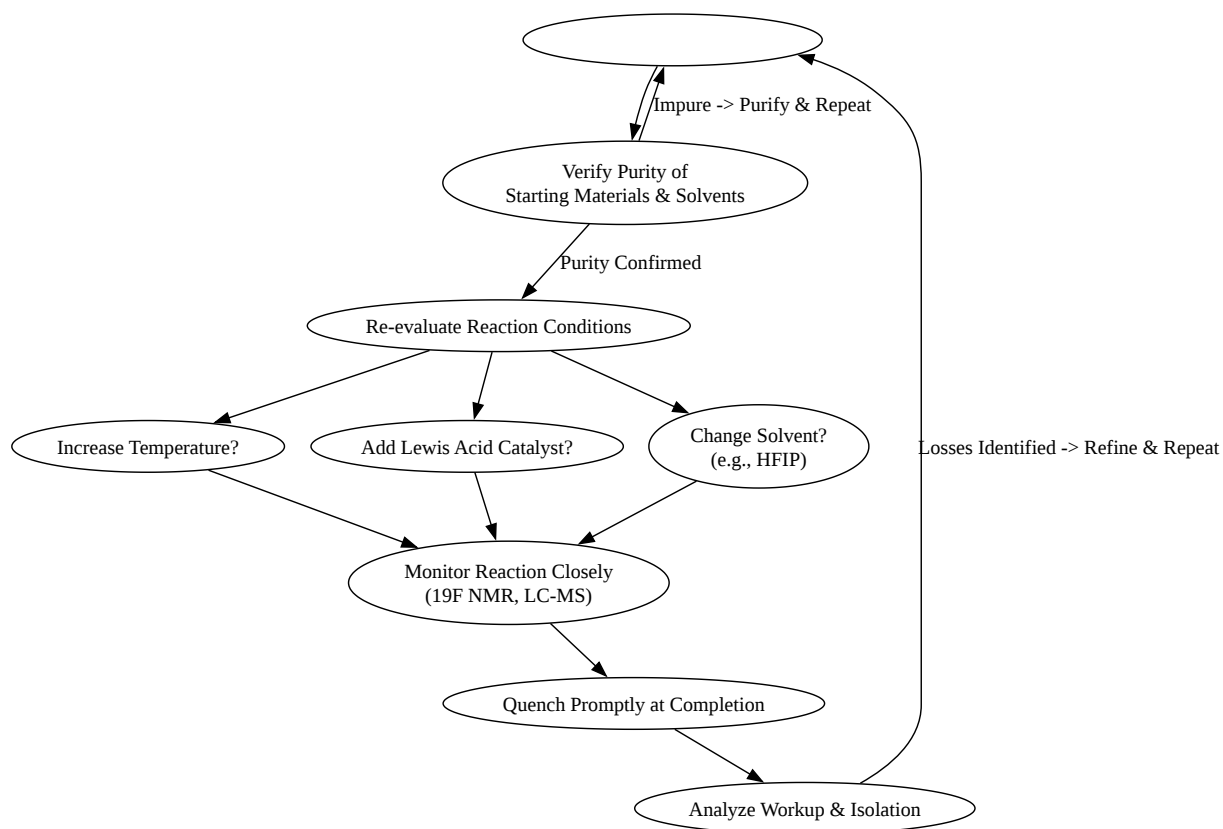 Impure -> Purify & Repeat
Verify Purity of
Starting Materials & Solvents
Purity Confirmed
Re-evaluate Reaction Conditions
Increase Temperature?
Add Lewis Acid Catalyst?
Change Solvent?
(e.g., HFIP)
Losses Identified -> Refine & Repeat
Monitor Reaction Closely
(19F NMR, LC-MS)
Quench Promptly at Completion
Analyze Workup & Isolation